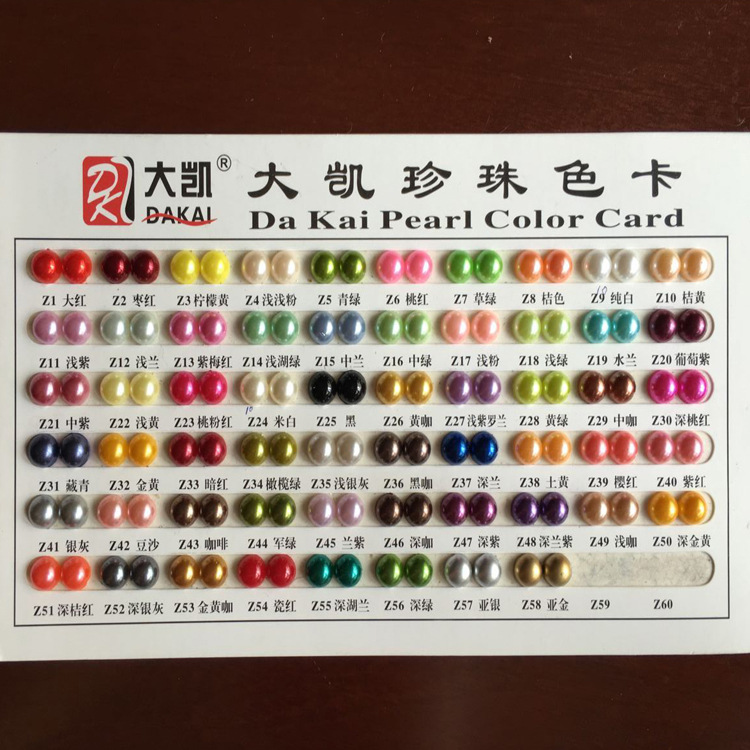 DK 大凯® 大凯珍珠色卡
DAKAI Da Kai Pearl Color Card
Z1 大红 Z2 枣红 Z3 柠檬黄 Z4 浅浅粉 Z5 青绿 Z6 桃红 Z7 草绿 Z8 桔色 Z9 纯白 Z10 桔黄
Z11 浅紫 Z12 浅兰 Z13 紫梅红 Z14 浅湖绿 Z15 中兰 Z16 中绿 Z17 浅粉 Z18 浅绿 Z19 水兰 Z20 葡萄紫
10
Z21 中紫 Z22 浅黄 Z23 桃粉红 Z24 米白 Z25 黑 Z26 黄咖 Z27 浅紫罗兰 Z28 黄绿 Z29 中咖 Z30 深桃红
Z31 藏青 Z32 金黄 Z33 暗红 Z34 橄榄绿 Z35 浅银灰 Z36 黑咖 Z37 深兰 Z38 土黄 Z39 樱红 Z40 紫红
Z41 银灰 Z42 豆沙 Z43 咖啡 Z44 军绿 Z45 兰紫 Z46 深咖 Z47 深紫 Z48 深兰紫 Z49 浅咖 Z50 深金黄
Z51 深桔红 Z52 深银灰 Z53 金黄咖 Z54 瓷红 Z55 深湖兰 Z56 深绿 Z57 亚银 Z58 亚金 Z59 Z60